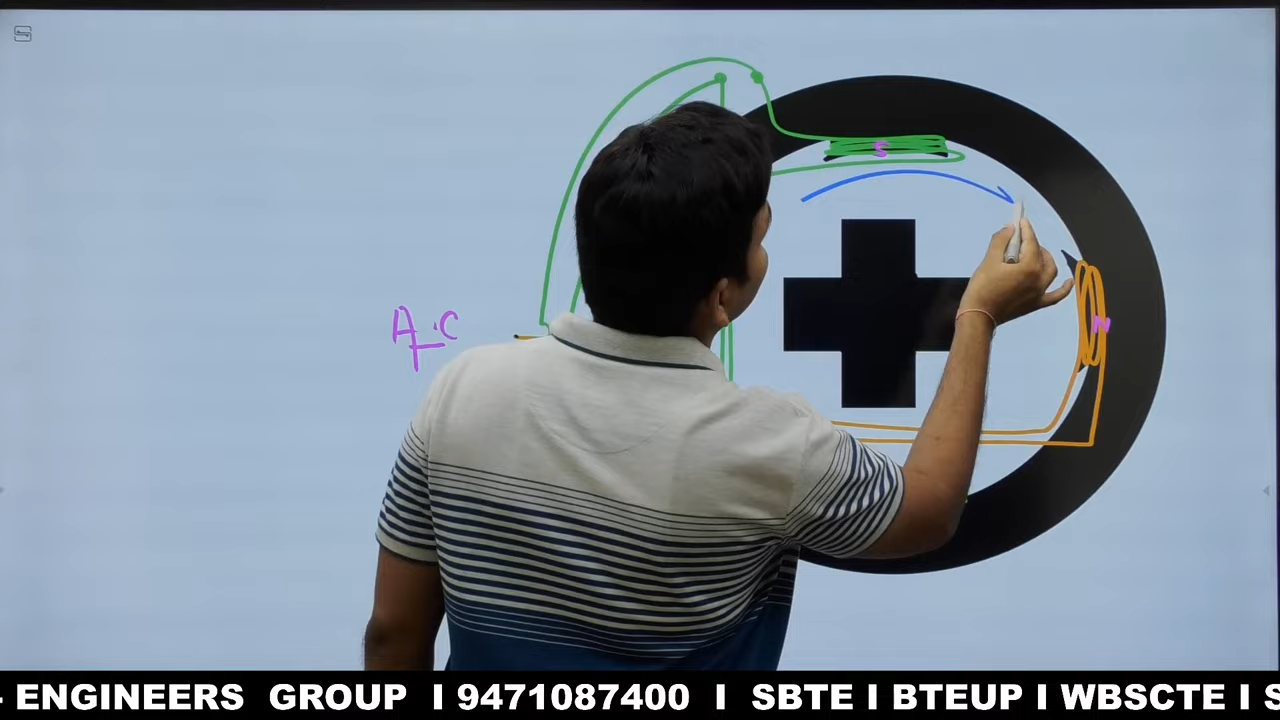 S
N
A.C
- ENGINEERS GROUP I 9471087400 I SBTE I BTEUP I WBSCTE I S